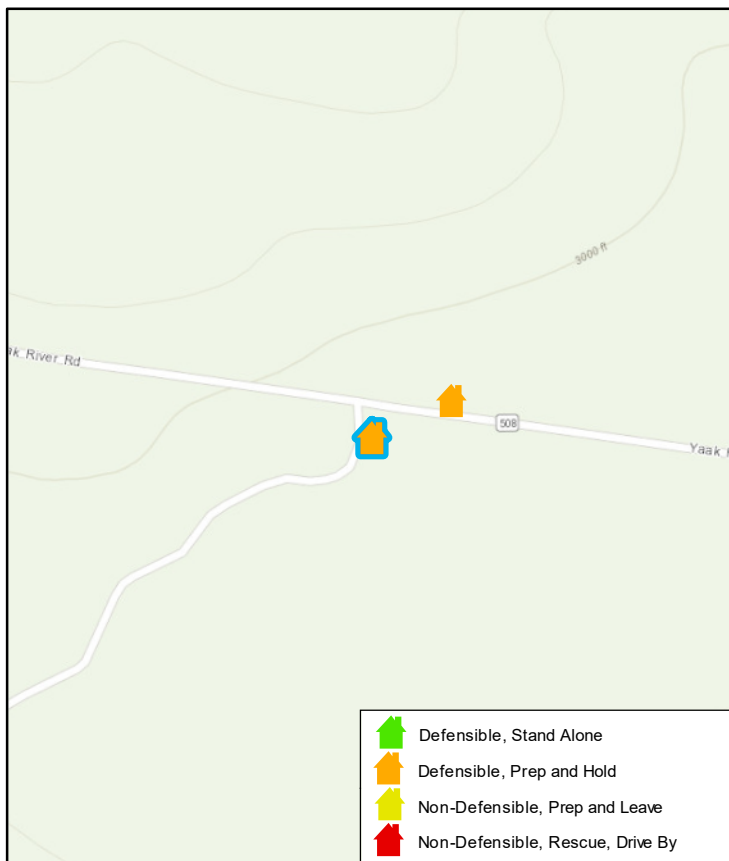 3000 ft
ak River Rd
508
Yaak
Defensible, Stand Alone
Defensible, Prep and Hold
Non-Defensible, Prep and Leave
Non-Defensible, Rescue, Drive By